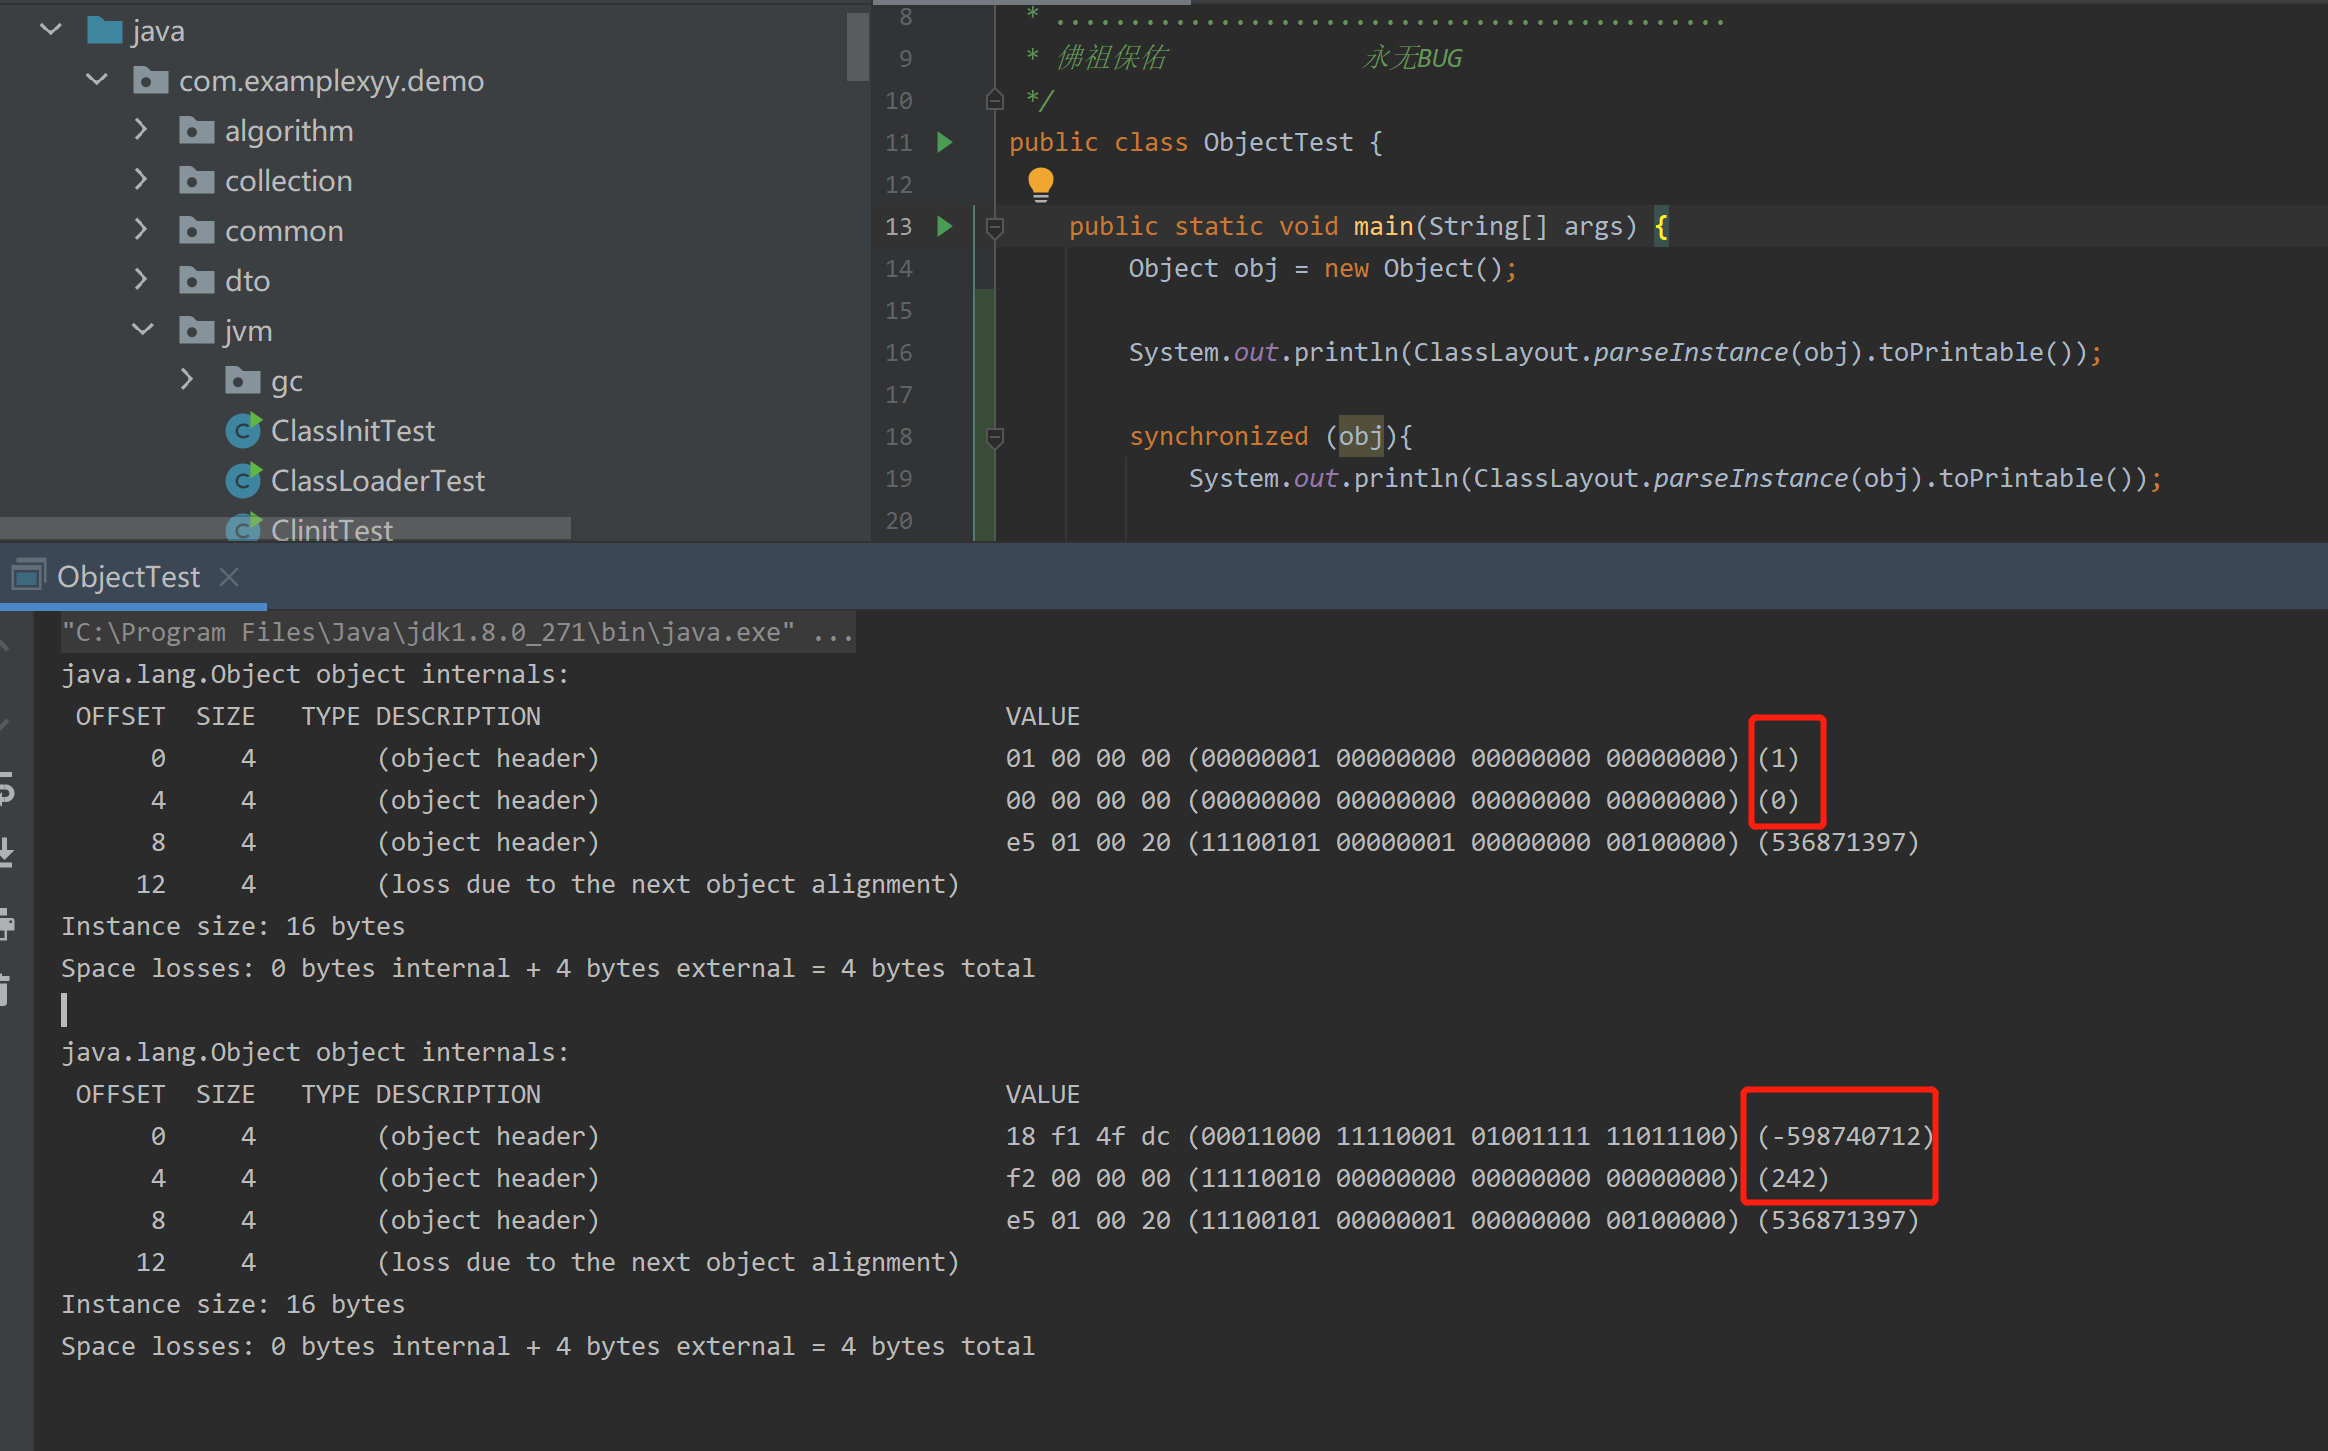 java
com.examplexyy.demo
algorithm
collection
common
dto
jvm
gc
ClassInitTest
ClassLoaderTest
ClinitTest
8 * .............................................
9 * 佛祖保佑 永无BUG
10 */
11 public class ObjectTest {
12
13 public static void main(String[] args) {
14 Object obj = new Object();
15
16 System.out.println(ClassLayout.parseInstance(obj).toPrintable());
17
18 synchronized (obj){
19 System.out.println(ClassLayout.parseInstance(obj).toPrintable());
20
ObjectTest
"C:\Program Files\Java\jdk1.8.0_271\bin\java.exe" ...
java.lang.Object object internals:
OFFSET SIZE TYPE DESCRIPTION VALUE
0 4 (object header) 01 00 00 00 (00000001 00000000 00000000 00000000) (1)
4 4 (object header) 00 00 00 00 (00000000 00000000 00000000 00000000) (0)
8 4 (object header) e5 01 00 20 (11100101 00000001 00000000 00100000) (536871397)
12 4 (loss due to the next object alignment)
Instance size: 16 bytes
Space losses: 0 bytes internal + 4 bytes external = 4 bytes total
java.lang.Object object internals:
OFFSET SIZE TYPE DESCRIPTION VALUE
0 4 (object header) 18 f1 4f dc (00011000 11110001 01001111 11011100) (-598740712)
4 4 (object header) f2 00 00 00 (11110010 00000000 00000000 00000000) (242)
8 4 (object header) e5 01 00 20 (11100101 00000001 00000000 00100000) (536871397)
12 4 (loss due to the next object alignment)
Instance size: 16 bytes
Space losses: 0 bytes internal + 4 bytes external = 4 bytes total